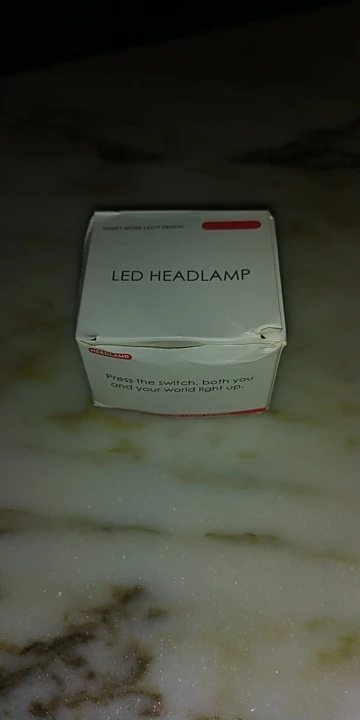 SMART WORK LIGHT DESIGN
LED HEADLAMP
HEADLAMP
Press the switch, both you
and your world light up.